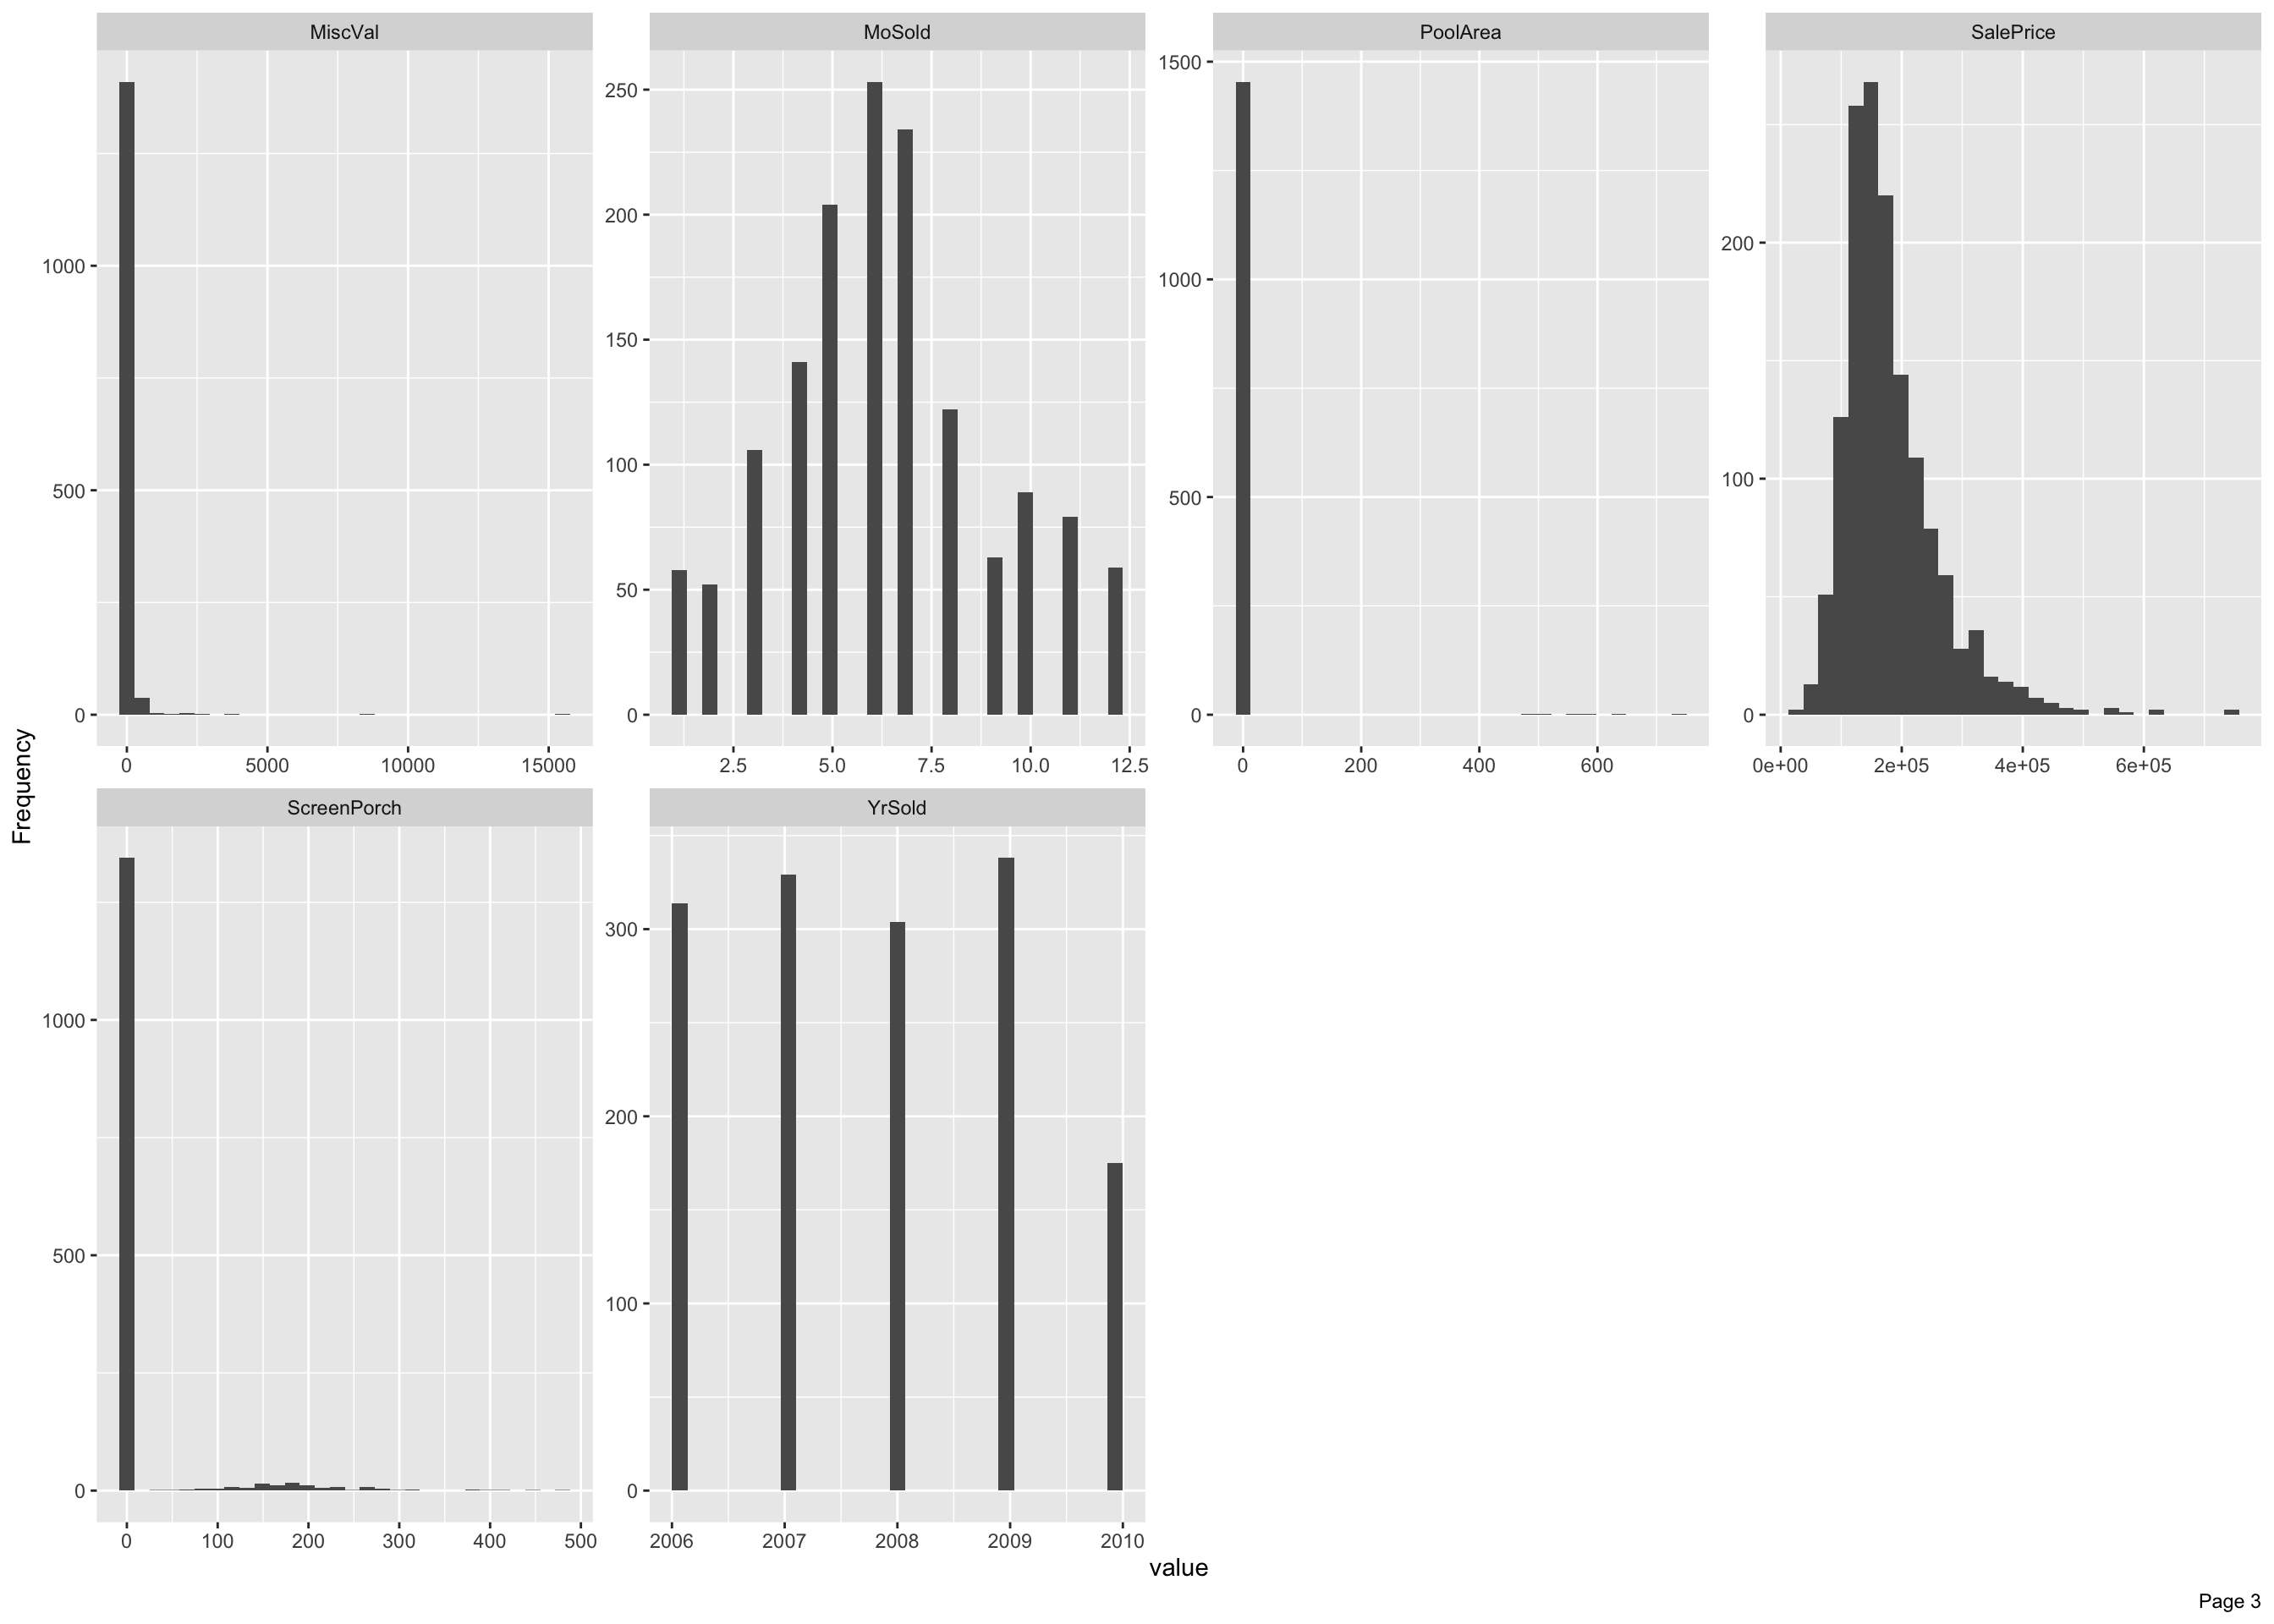 MiscVal
MoSold
PoolArea
SalePrice
1000
500
0
250
200
150
100
50
0
1500
1000
500
0
200
100
0
0 5000 10000 15000
2.5 5.0 7.5 10.0 12.5
0 200 400 600
0e+00 2e+05 4e+05 6e+05
Frequency
ScreenPorch
YrSold
1000
500
0
300
200
100
0
0 100 200 300 400 500
2006 2007 2008 2009 2010
value
Page 3